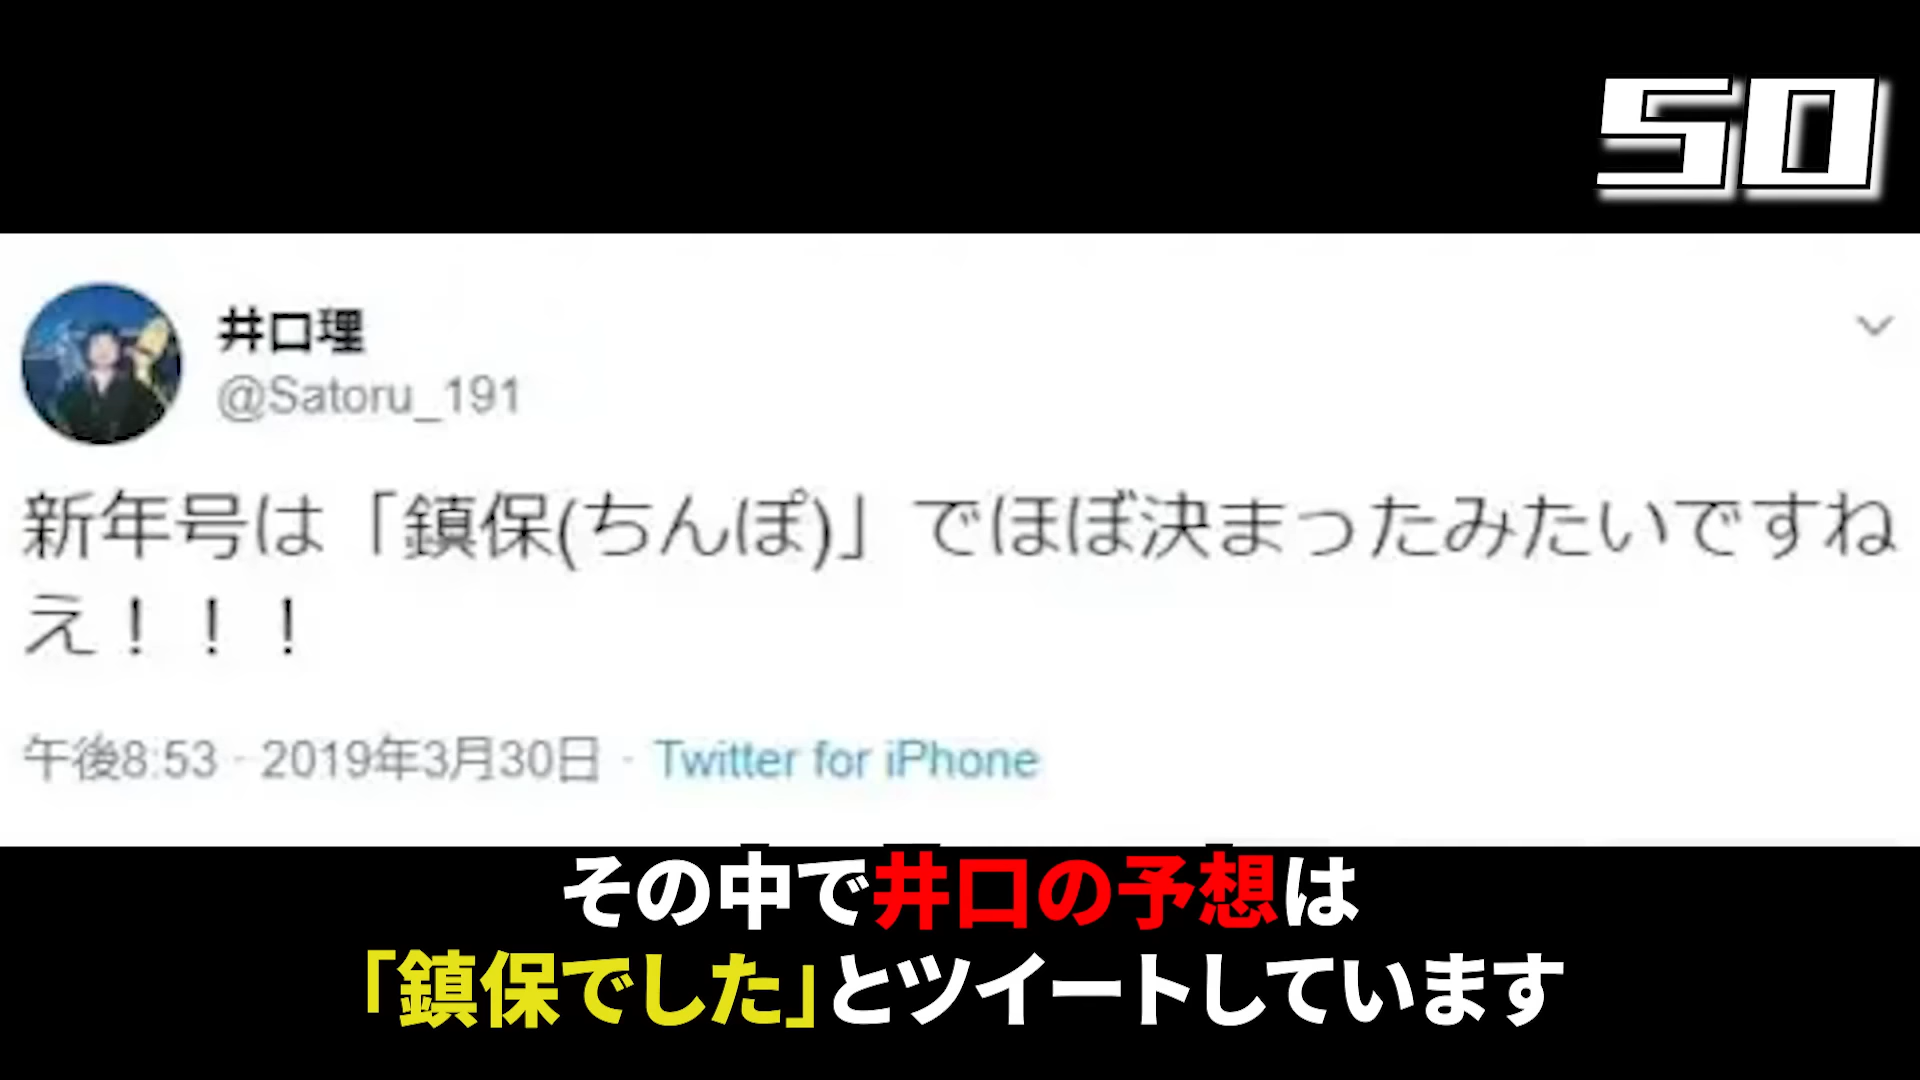 50
井口理
@Satoru_191
新年号は「鎮保(ちんぽ)」でほぼ決まったみたいですね
え！！！
午後8:53 · 2019年3月30日 · Twitter for iPhone
その中で井口の予想は
「鎮保でした」とツイートしています